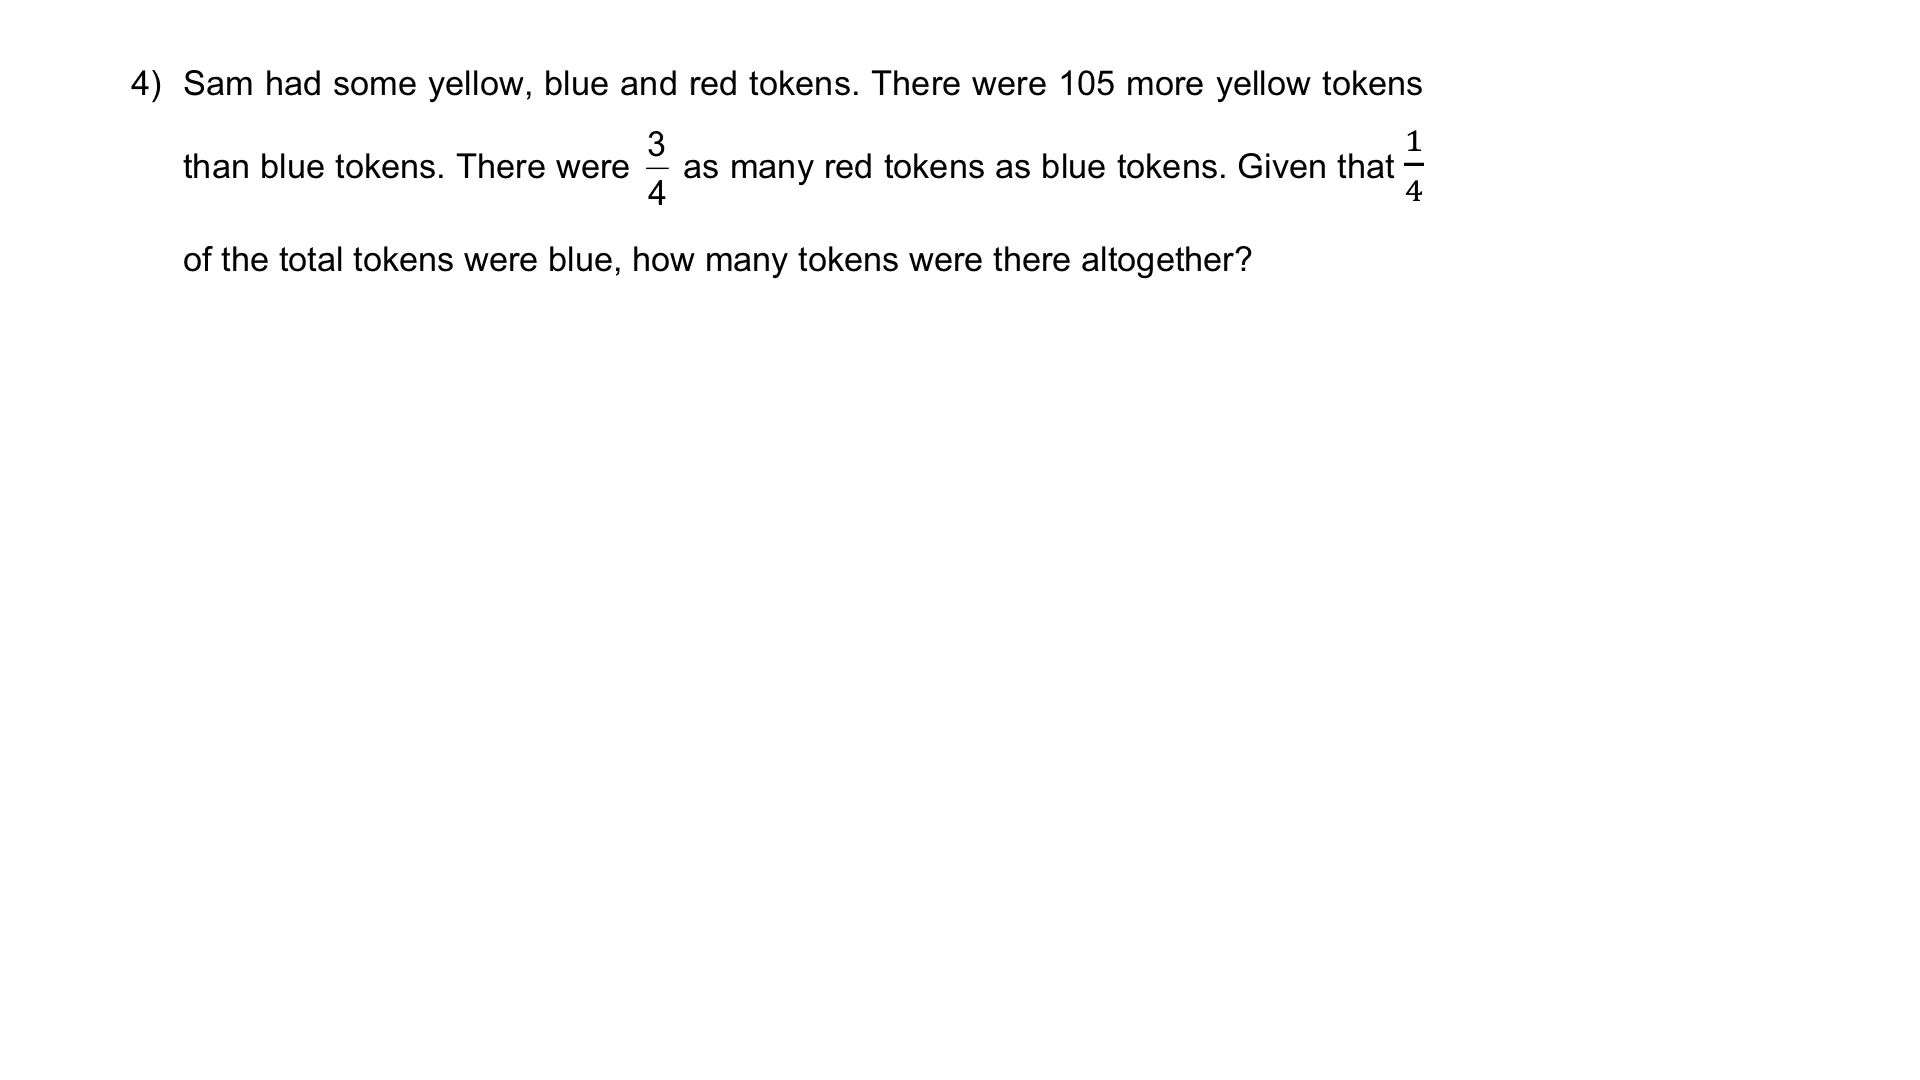 4) Sam had some yellow, blue and red tokens. There were 105 more yellow tokens
than blue tokens. There were 3/4 as many red tokens as blue tokens. Given that 1/4
of the total tokens were blue, how many tokens were there altogether?